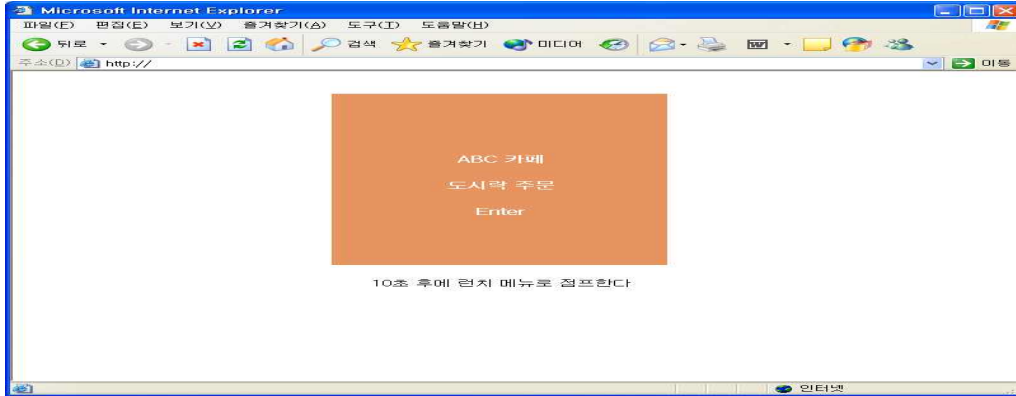 Microsoft Internet Explorer
파일(F) 편집(E) 보기(V) 즐겨찾기(A) 도구(T) 도움말(H)
뒤로 검색 즐겨찾기 미디어
주소(D) http:// 이동
ABC 카페
도시락 주문
Enter
10초 후에 런치 메뉴로 점프한다
인터넷